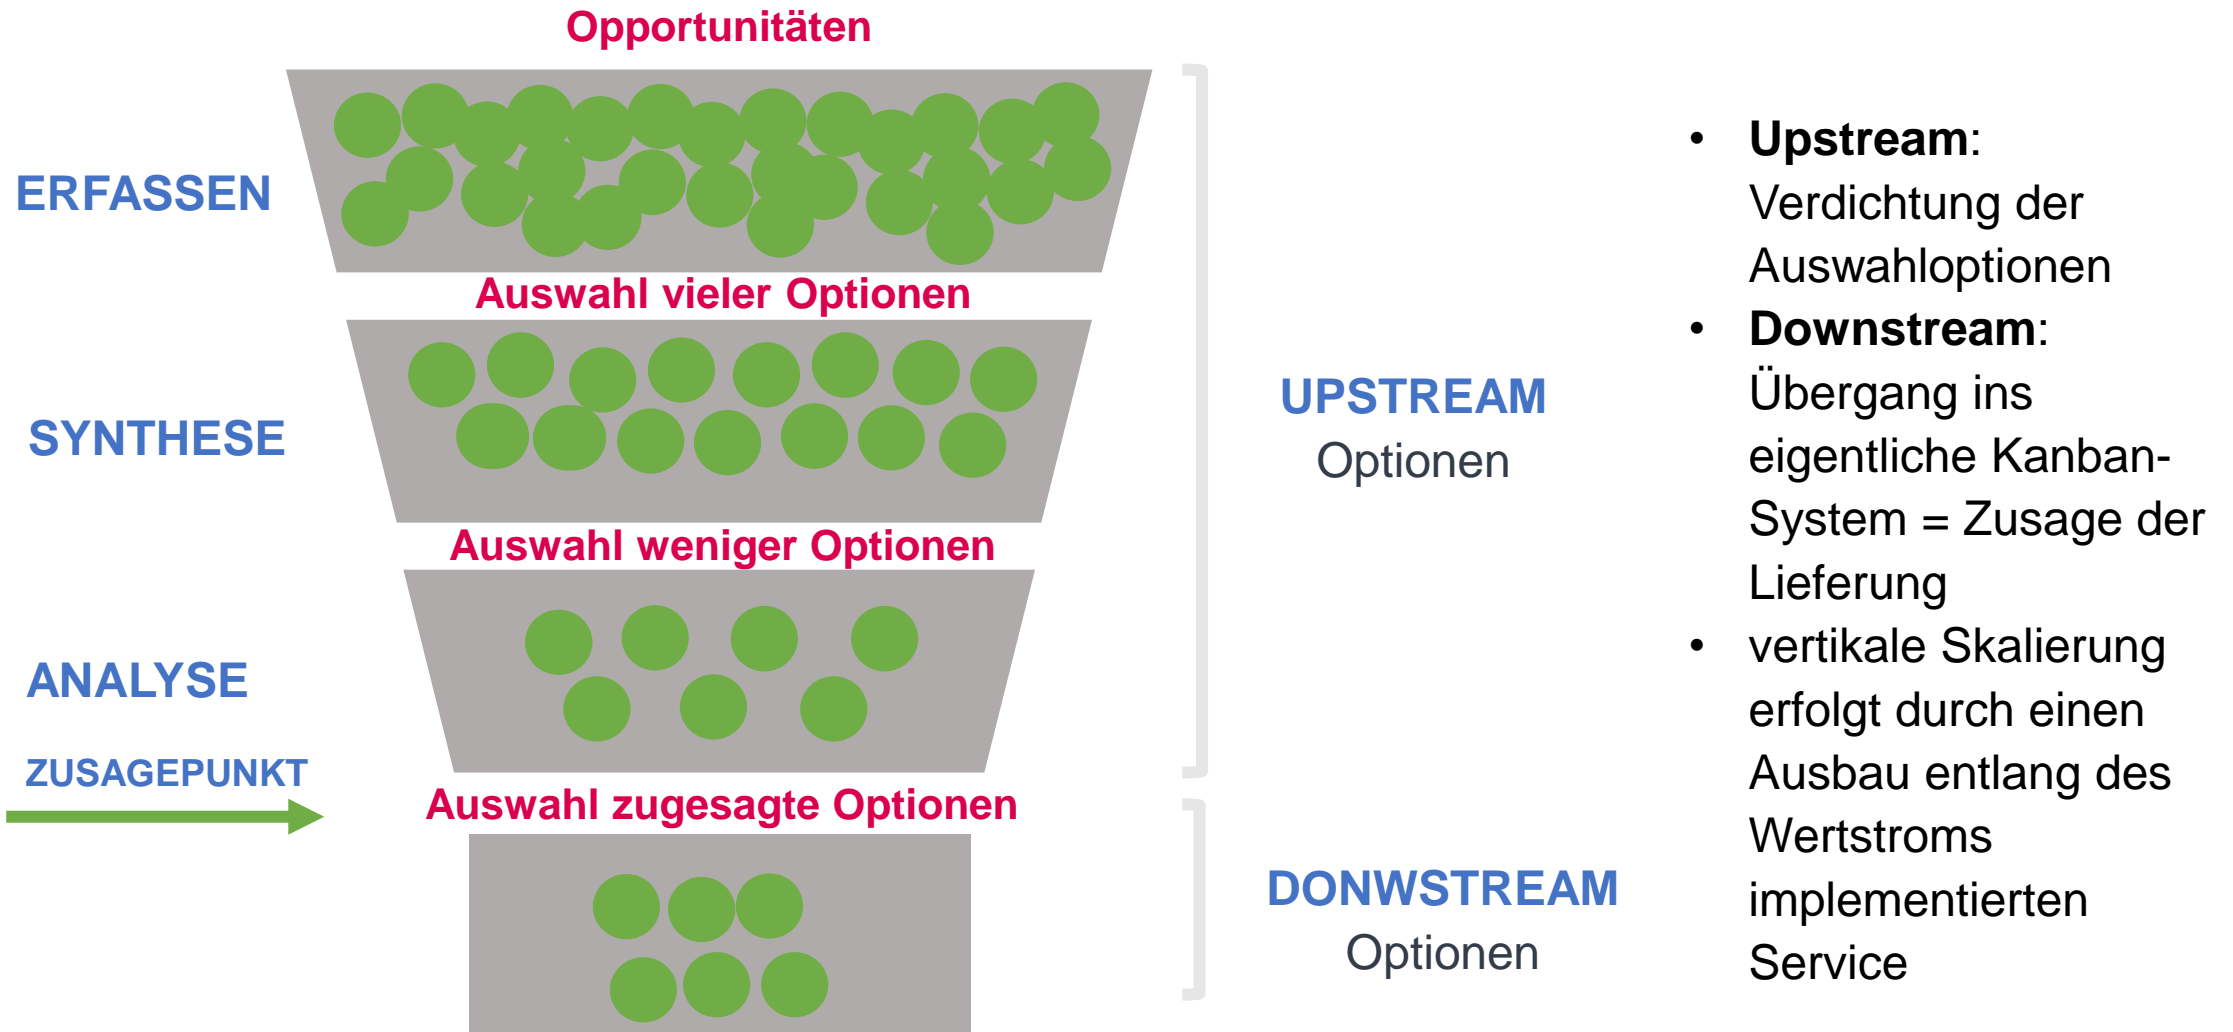 Opportunitäten
ERFASSEN
Auswahl vieler Optionen
SYNTHESE
Auswahl weniger Optionen
ANALYSE
ZUSAGEPUNKT
Auswahl zugesagte Optionen
UPSTREAM
Optionen
DONWSTREAM
Optionen
• Upstream:
Verdichtung der
Auswahloptionen
• Downstream:
Übergang ins
eigentliche Kanban-
System = Zusage der
Lieferung
• vertikale Skalierung
erfolgt durch einen
Ausbau entlang des
Wertstroms
implementierten
Service